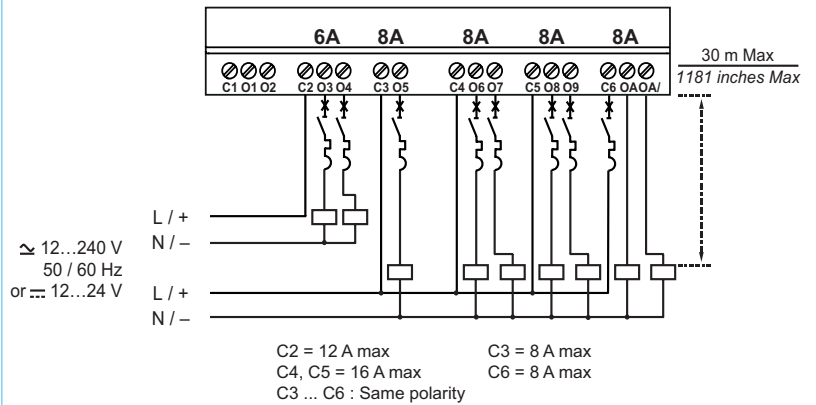 6A 8A 8A 8A 8A
30 m Max
1181 inches Max
C1 O1 O2 C2 O3 O4 C3 O5 C4 O6 O7 C5 O8 O9 C6 OA OA/
L / +
N / –
≃ 12...240 V
50 / 60 Hz
or ⎓ 12...24 V
L / +
N / –
C2 = 12 A max C3 = 8 A max
C4, C5 = 16 A max C6 = 8 A max
C3 ... C6 : Same polarity